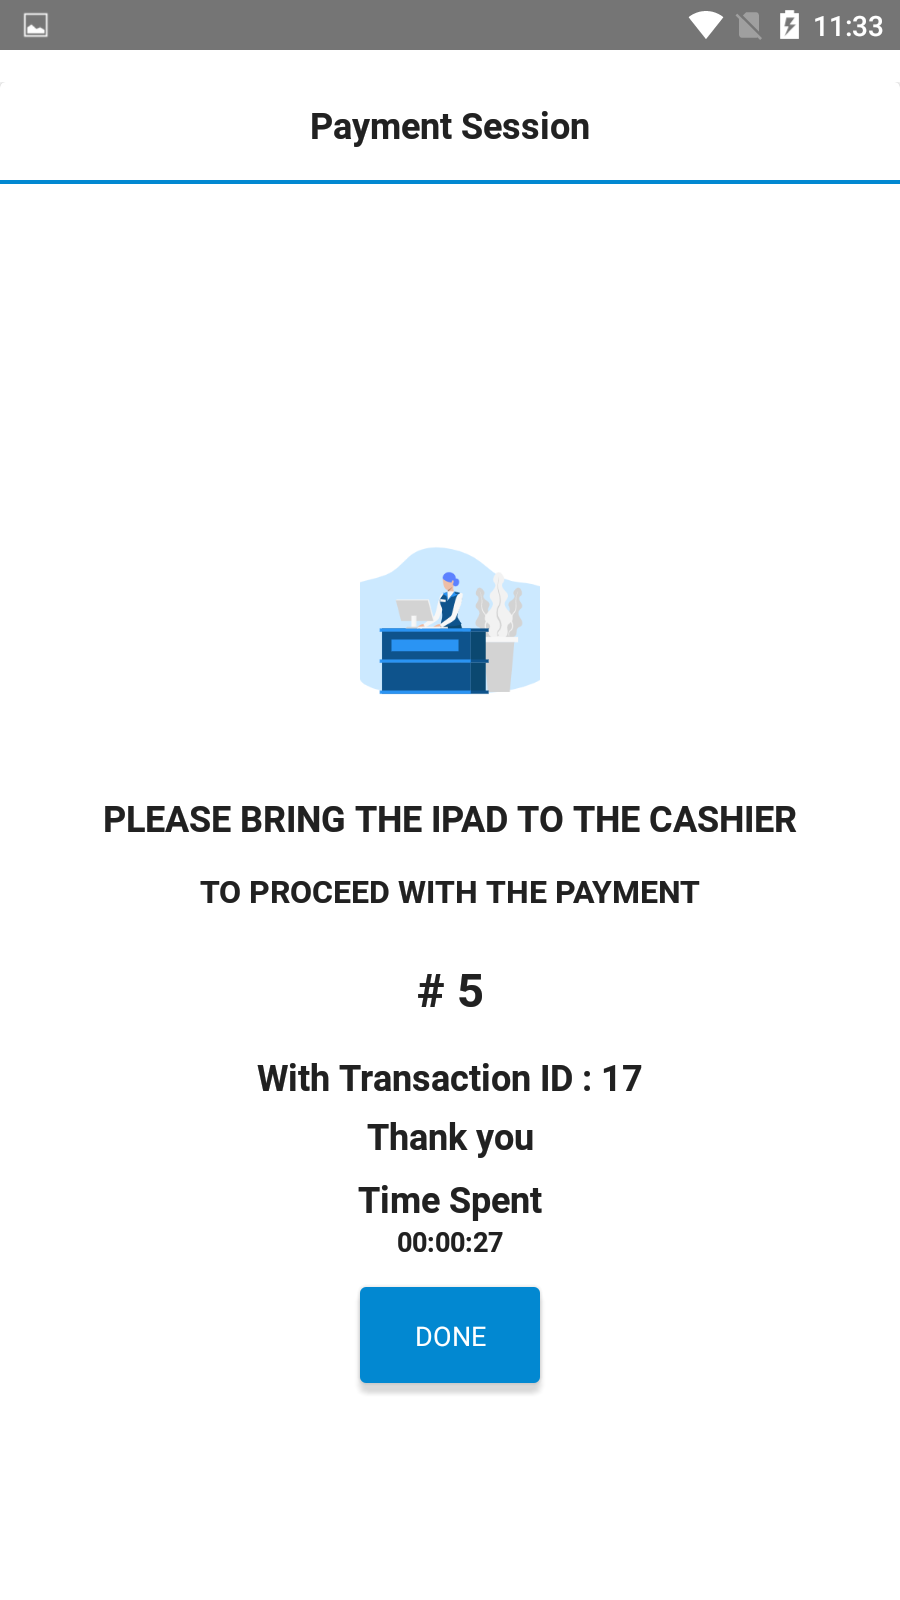 11:33
Payment Session
PLEASE BRING THE IPAD TO THE CASHIER
TO PROCEED WITH THE PAYMENT
# 5
With Transaction ID : 17
Thank you
Time Spent
00:00:27
DONE